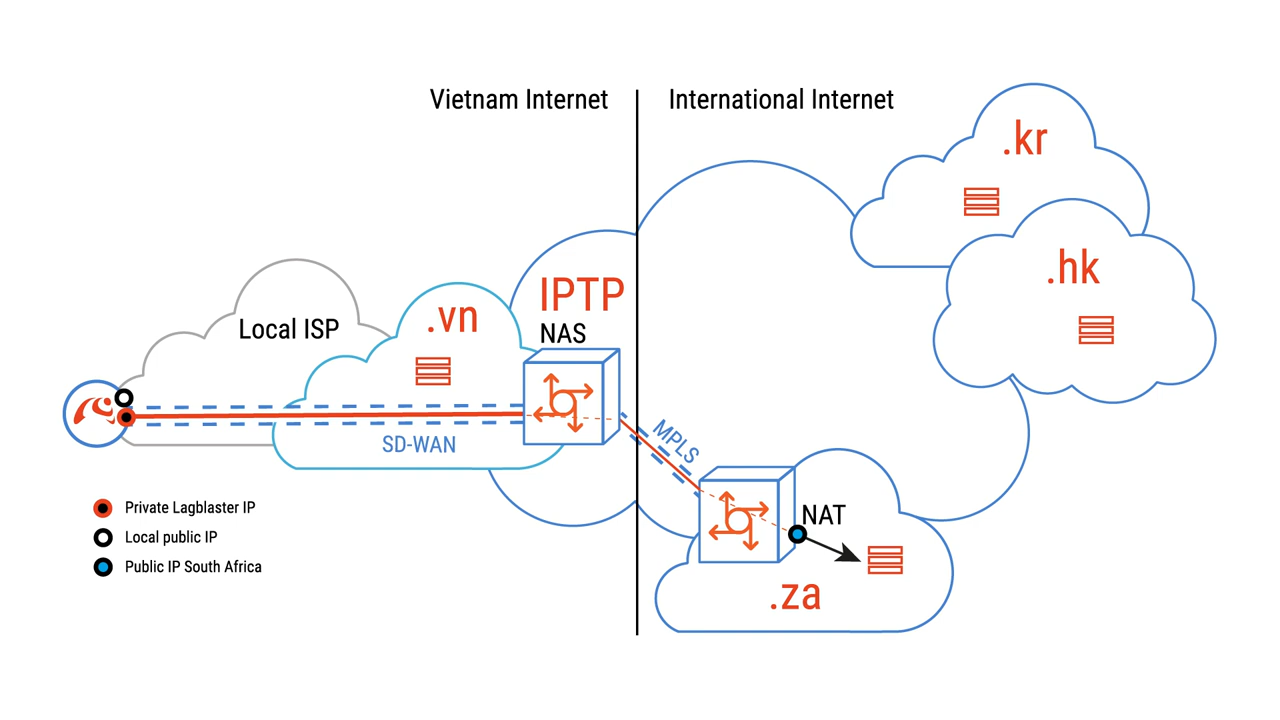 Vietnam Internet
International Internet
.kr
.hk
IPTP
NAS
Local ISP
.vn
SD-WAN
MPLS
NAT
.za
Private Lagblaster IP
Local public IP
Public IP South Africa